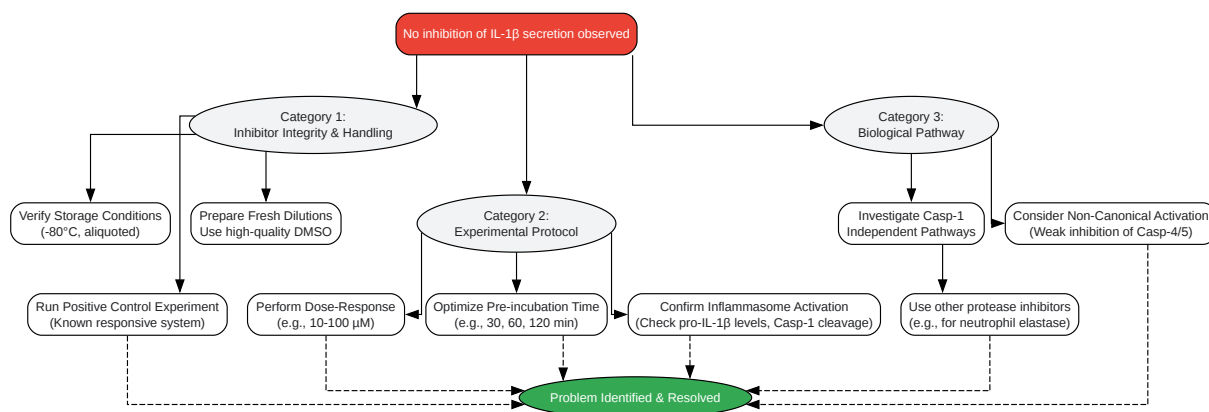 No inhibition of IL-1β secretion observed
Category 1:
Inhibitor Integrity & Handling
Category 3:
Biological Pathway
Verify Storage Conditions
(-80°C, aliquoted)
Prepare Fresh Dilutions
Use high-quality DMSO
Category 2:
Experimental Protocol
Investigate Casp-1
Independent Pathways
Consider Non-Canonical Activation
(Weak inhibition of Casp-4/5)
Run Positive Control Experiment
(Known responsive system)
Perform Dose-Response
(e.g., 10-100 µM)
Optimize Pre-incubation Time
(e.g., 30, 60, 120 min)
Confirm Inflammasome Activation
(Check pro-IL-1β levels, Casp-1 cleavage)
Use other protease inhibitors
(e.g., for neutrophil elastase)
Problem Identified & Resolved